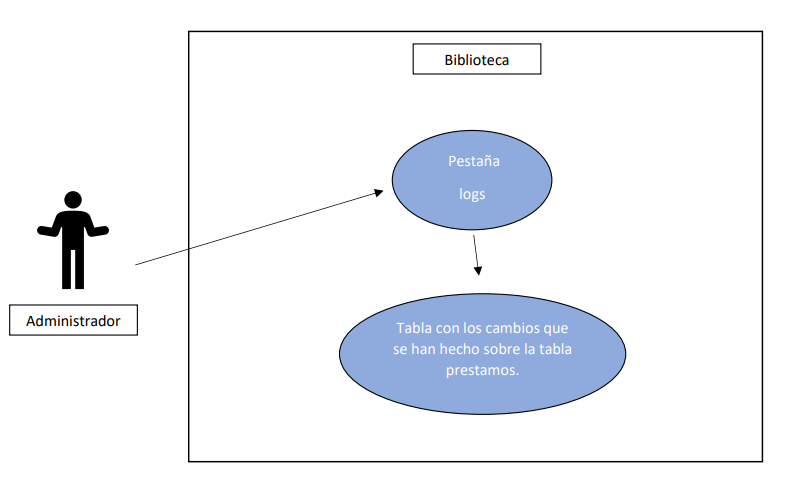 Biblioteca
Pestaña
logs
Administrador
Tabla con los cambios que
se han hecho sobre la tabla
prestamos.